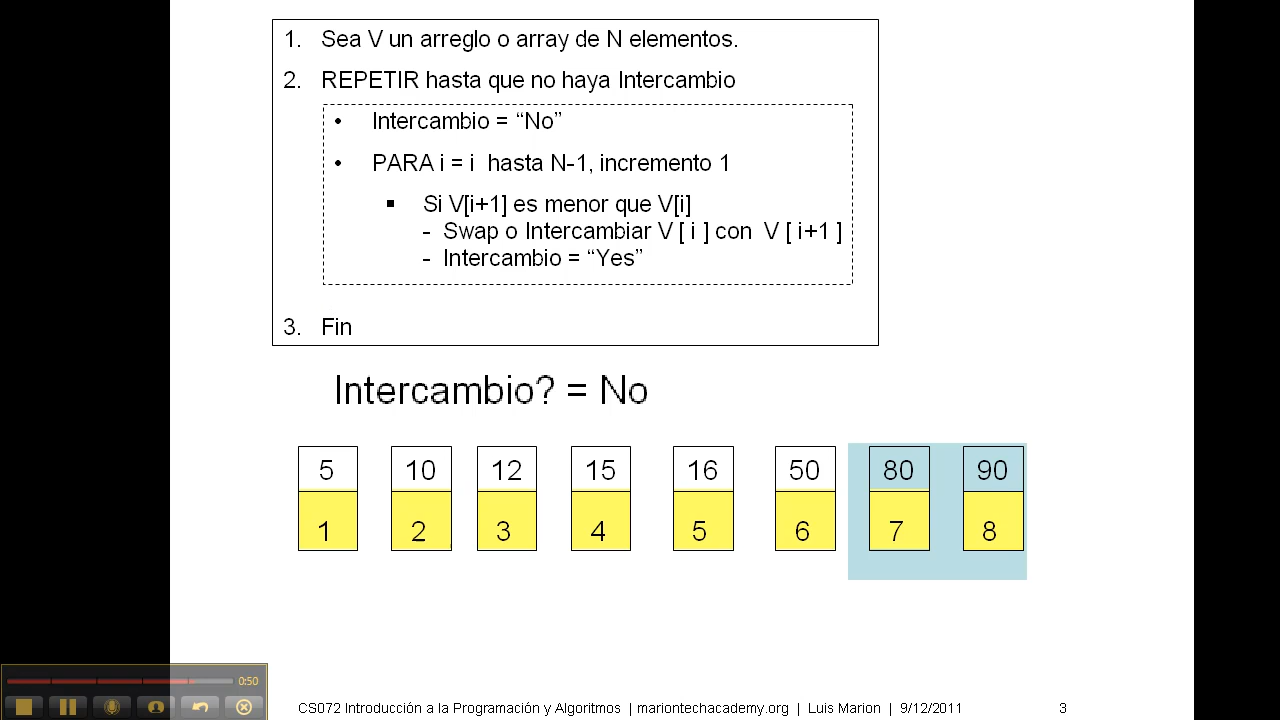 1. Sea V un arreglo o array de N elementos.
2. REPETIR hasta que no haya Intercambio
• Intercambio = “No”
• PARA i = i hasta N-1, incremento 1
▪ Si V[i+1] es menor que V[i]
- Swap o Intercambiar V [ i ] con V [ i+1 ]
- Intercambio = “Yes”
3. Fin
Intercambio? = No
5 10 12 15 16 50 80 90
1 2 3 4 5 6 7 8
0:50
CS072 Introducción a la Programación y Algoritmos | mariontechacademy.org | Luis Marion | 9/12/2011 3